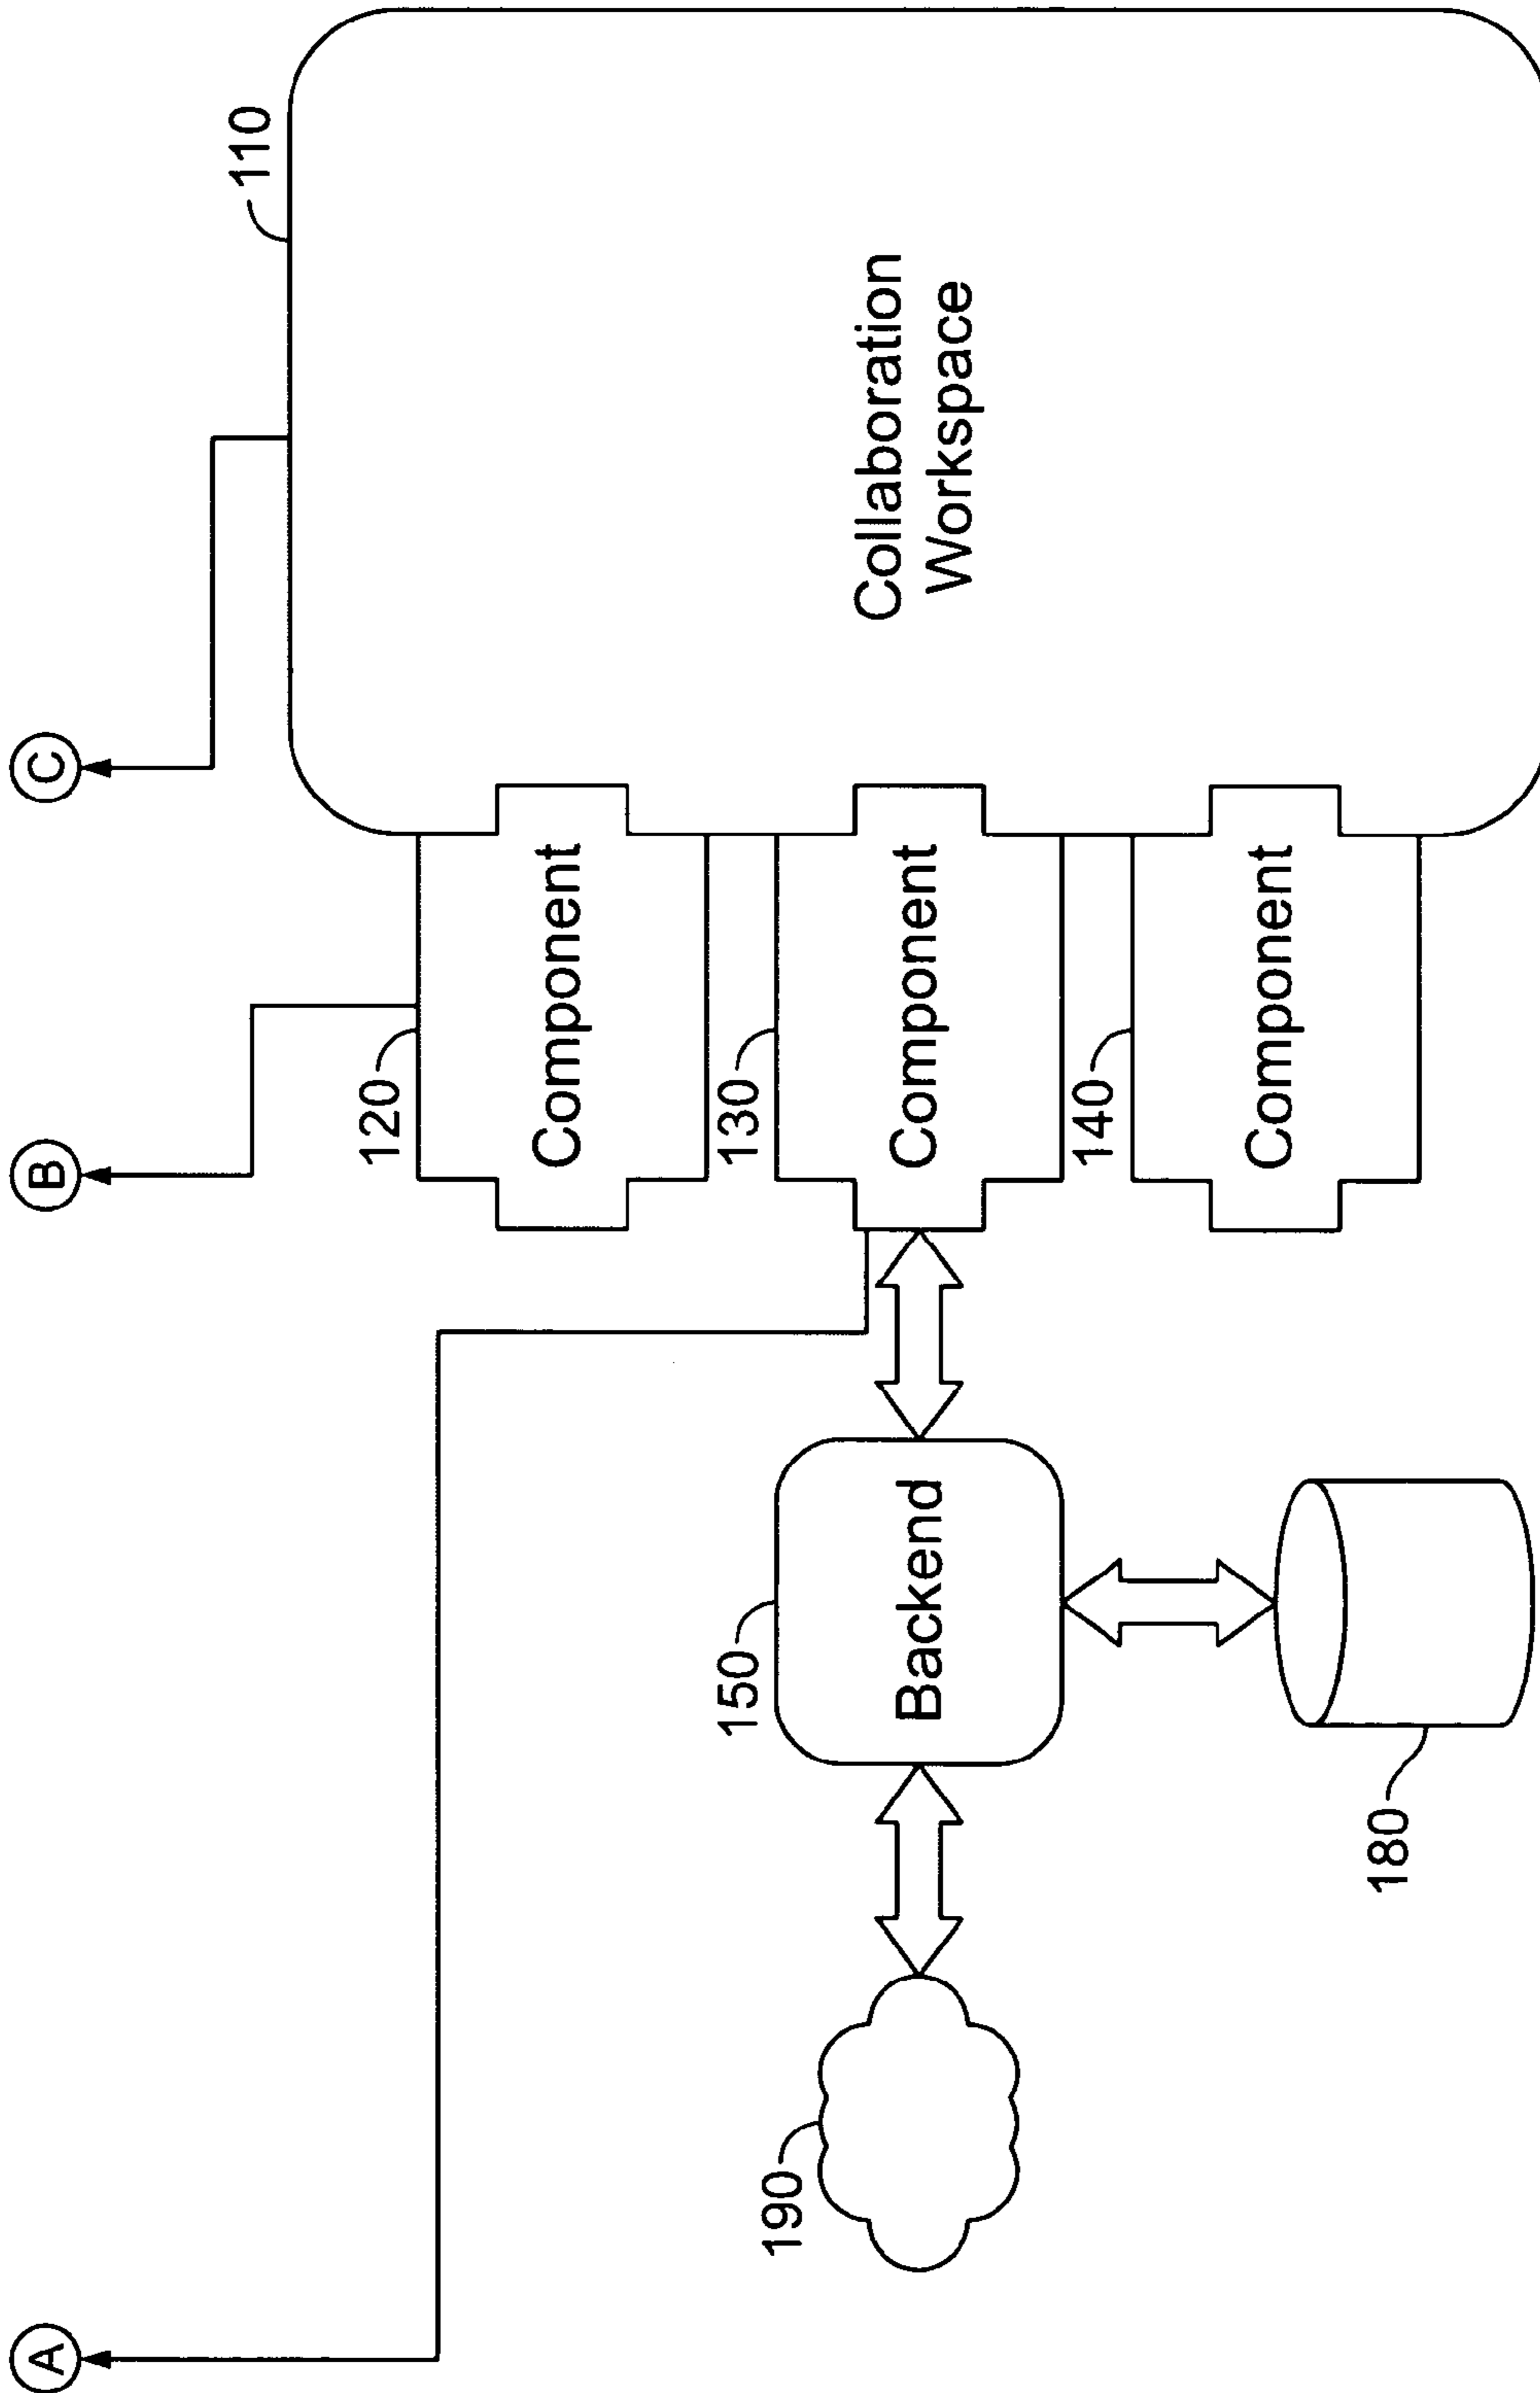 A
B
C
110
120
Component
190
150
Backend
130
Component
Collaboration
Workspace
140
Component
180